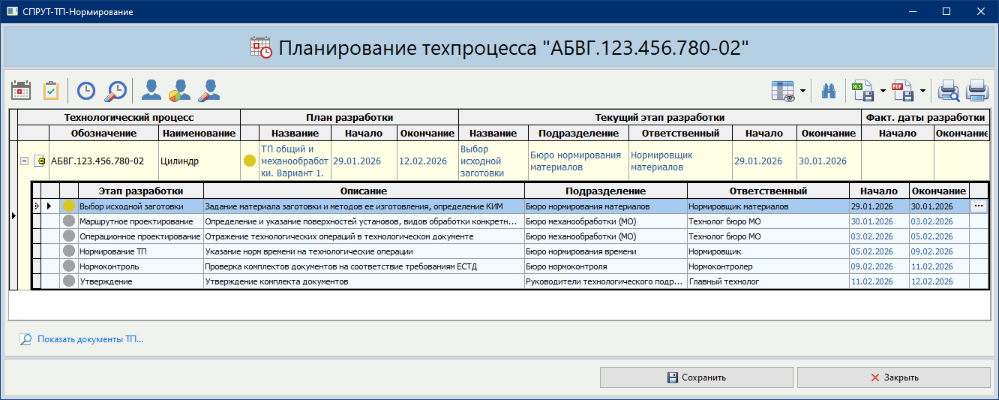 СПРУТ-ТП-Нормирование
Планирование техпроцесса "АБВГ.123.456.780-02"
XLS PDF
Технологический процесс План разработки Текущий этап разработки Факт. даты разработки
Обозначение Наименование Название Начало Окончание Название Подразделение Ответственный Начало Окончание Начало Окончание
АБВГ.123.456.780-02 Цилиндр ТП общий и механообработ ки. Вариант 1. 29.01.2026 12.02.2026 Выбор исходной заготовки Бюро нормирования материалов Нормировщик материалов 29.01.2026 30.01.2026
Этап разработки Описание Подразделение Ответственный Начало Окончание
Выбор исходной заготовки Задание материала заготовки и методов ее изготовления, определение КИМ Бюро нормирования материалов Нормировщик материалов 29.01.2026 30.01.2026 ...
Маршрутное проектирование Определение и указание поверхностей установов, видов обработки конкретн... Бюро механообработки (МО) Технолог бюро МО 30.01.2026 03.02.2026
Операционное проектирование Отражение технологических операций в технологическом документе Бюро механообработки (МО) Технолог бюро МО 03.02.2026 05.02.2026
Нормирование ТП Указание норм времени на технологические операции Бюро нормирования времени Нормировщик 05.02.2026 09.02.2026
Нормоконтроль Проверка комплектов документов на соответствие требованиям ЕСТД Бюро нормоконтроля Нормоконтролер 09.02.2026 11.02.2026
Утверждение Утверждение комплекта документов Руководители технологического подр... Главный технолог 11.02.2026 12.02.2026
Показать документы ТП...
Сохранить Закрыть